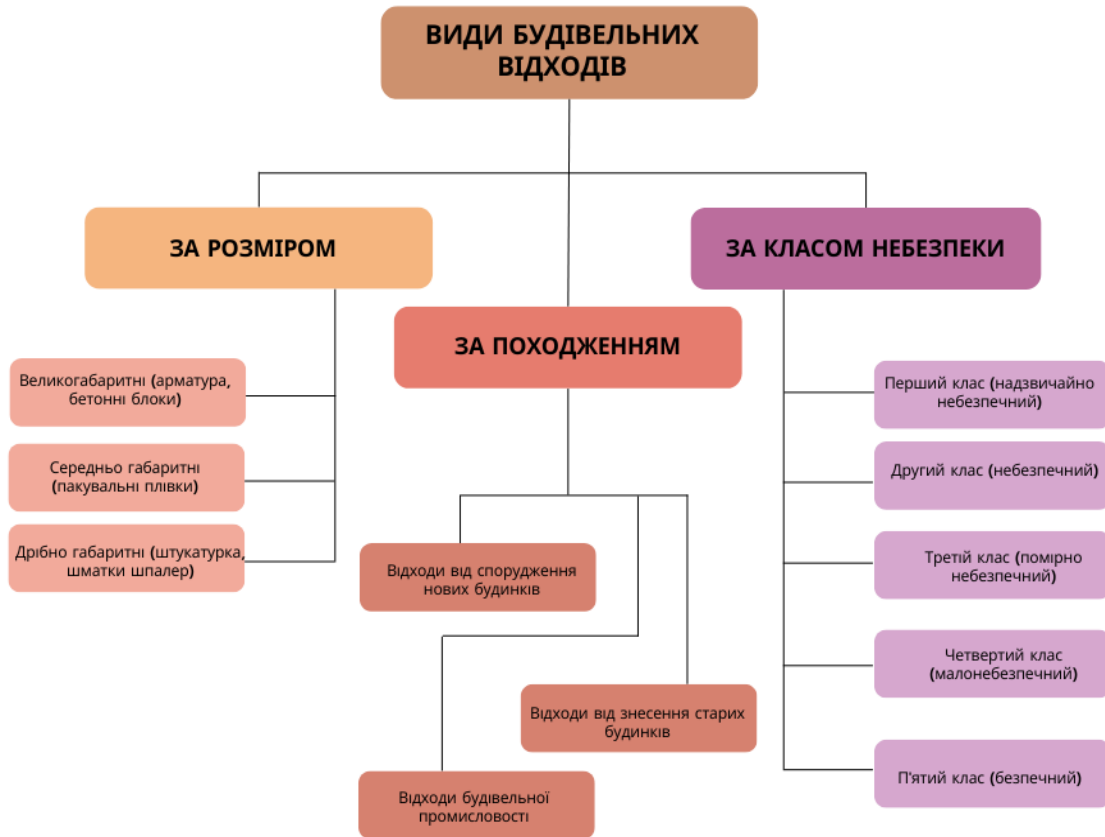 ВИДИ БУДІВЕЛЬНИХ
ВІДХОДІВ
ЗА РОЗМІРОМ
Великогабаритні (арматура,
бетонні блоки)
Середньо габаритні
(пакувальні плівки)
Дрібно габаритні (штукатурка,
шматки шпалер)
ЗА ПОХОДЖЕННЯМ
Відходи від спорудження
нових будинків
Відходи від знесення старих
будинків
Відходи будівельної
промисловості
ЗА КЛАСОМ НЕБЕЗПЕКИ
Перший клас (надзвичайно
небезпечний)
Другий клас (небезпечний)
Третій клас (помірно
небезпечний)
Четвертий клас
(малонебезпечний)
П'ятий клас (безпечний)